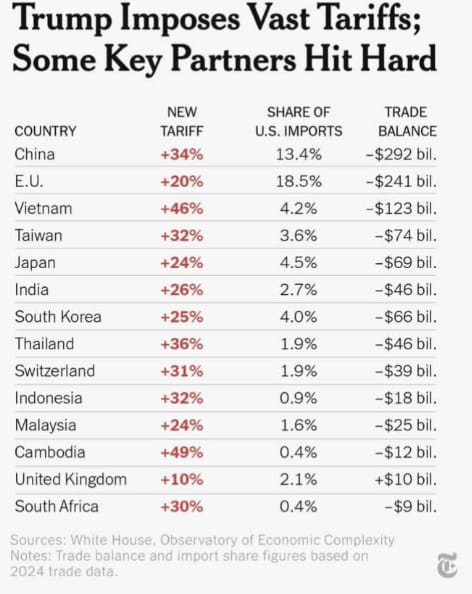 Trump Imposes Vast Tariffs;
Some Key Partners Hit Hard
NEW SHARE OF TRADE
COUNTRY TARIFF U.S. IMPORTS BALANCE
China +34% 13.4% −$292 bil.
E.U. +20% 18.5% −$241 bil.
Vietnam +46% 4.2% −$123 bil.
Taiwan +32% 3.6% −$74 bil.
Japan +24% 4.5% −$69 bil.
India +26% 2.7% −$46 bil.
South Korea +25% 4.0% −$66 bil.
Thailand +36% 1.9% −$46 bil.
Switzerland +31% 1.9% −$39 bil.
Indonesia +32% 0.9% −$18 bil.
Malaysia +24% 1.6% −$25 bil.
Cambodia +49% 0.4% −$12 bil.
United Kingdom +10% 2.1% +$10 bil.
South Africa +30% 0.4% −$9 bil.
Sources: White House, Observatory of Economic Complexity
Notes: Trade balance and import share figures based on
2024 trade data.
T